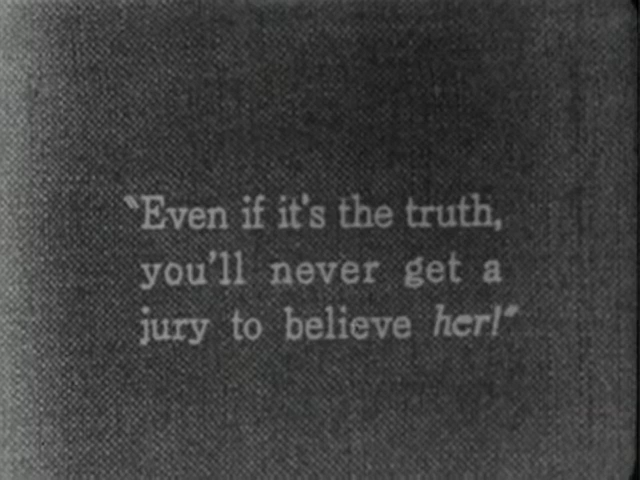 "Even if it's the truth,
you'll never get a
jury to believe her!"